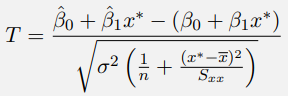 T = \frac{\hat{\beta}_0 + \hat{\beta}_1 x^* - (\beta_0 + \beta_1 x^*)}{\sqrt{\sigma^2 \left( \frac{1}{n} + \frac{(x^* - \overline{x})^2}{S_{xx}} \right)}}